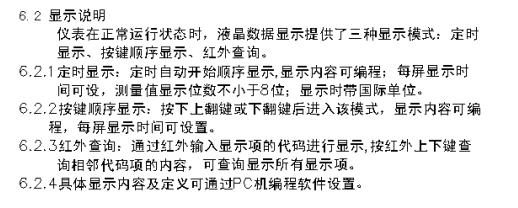 6.2 显示说明
仪表在正常运行状态时，液晶数据显示提供了三种显示模式：定时
显示、按键顺序显示、红外查询。
6.2.1定时显示：定时自动开始顺序显示,显示内容可编程；每屏显示时
间可设，测量值显示位数不小于8位；显示时带国际单位。
6.2.2按键顺序显示：按下上翻键或下翻键后进入该模式，显示内容可编
程，每屏显示时间可设置。
6.2.3红外查询：通过红外输入显示项的代码进行显示,按红外上下键查
询相邻代码项的内容，可查询显示所有显示项。
6.2.4具体显示内容及定义可通过PC机编程软件设置。